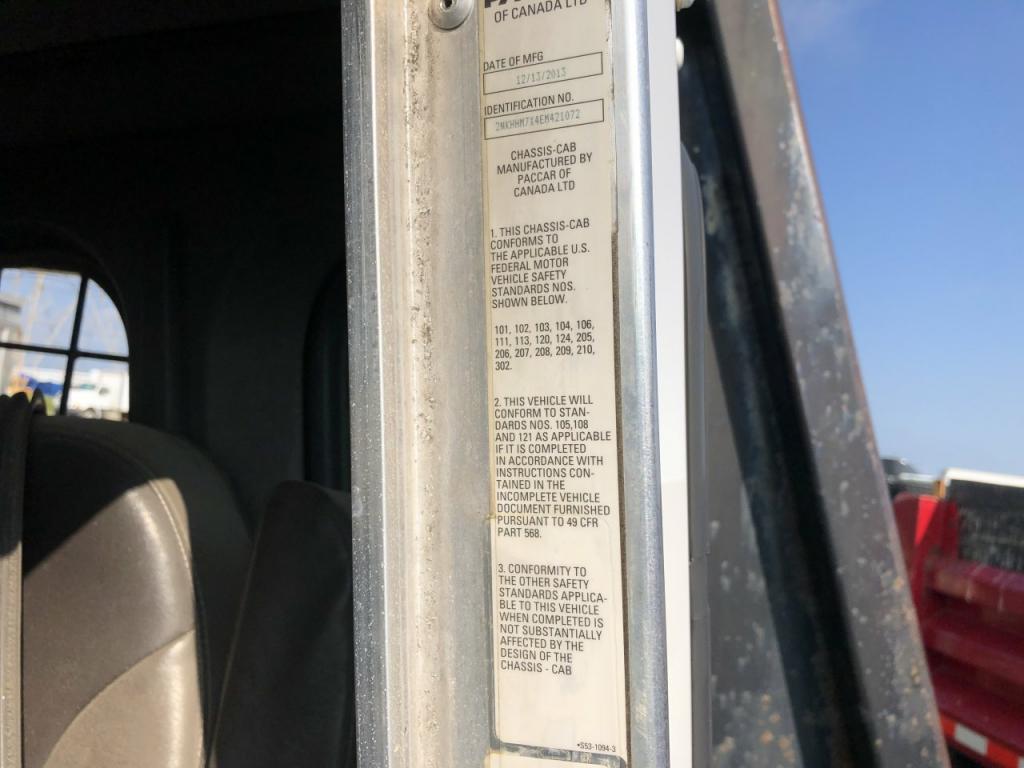 OF CANADA LTD
DATE OF MFG
12/13/2013
IDENTIFICATION NO.
2NKHHM7X4EM421072
CHASSIS-CAB
MANUFACTURED BY
PACCAR OF
CANADA LTD
1. THIS CHASSIS-CAB
CONFORMS TO
THE APPLICABLE U.S.
FEDERAL MOTOR
VEHICLE SAFETY
STANDARDS NOS.
SHOWN BELOW.
101, 102, 103, 104, 106,
111, 113, 120, 124, 205,
206, 207, 208, 209, 210,
302.
2. THIS VEHICLE WILL
CONFORM TO STAN-
DARDS NOS. 105,108
AND 121 AS APPLICABLE
IF IT IS COMPLETED
IN ACCORDANCE WITH
INSTRUCTIONS CON-
TAINED IN THE
INCOMPLETE VEHICLE
DOCUMENT FURNISHED
PURSUANT TO 49 CFR
PART 568.
3. CONFORMITY TO
THE OTHER SAFETY
STANDARDS APPLICA-
BLE TO THIS VEHICLE
WHEN COMPLETED IS
NOT SUBSTANTIALLY
AFFECTED BY THE
DESIGN OF THE
CHASSIS - CAB
•S53-1094-3